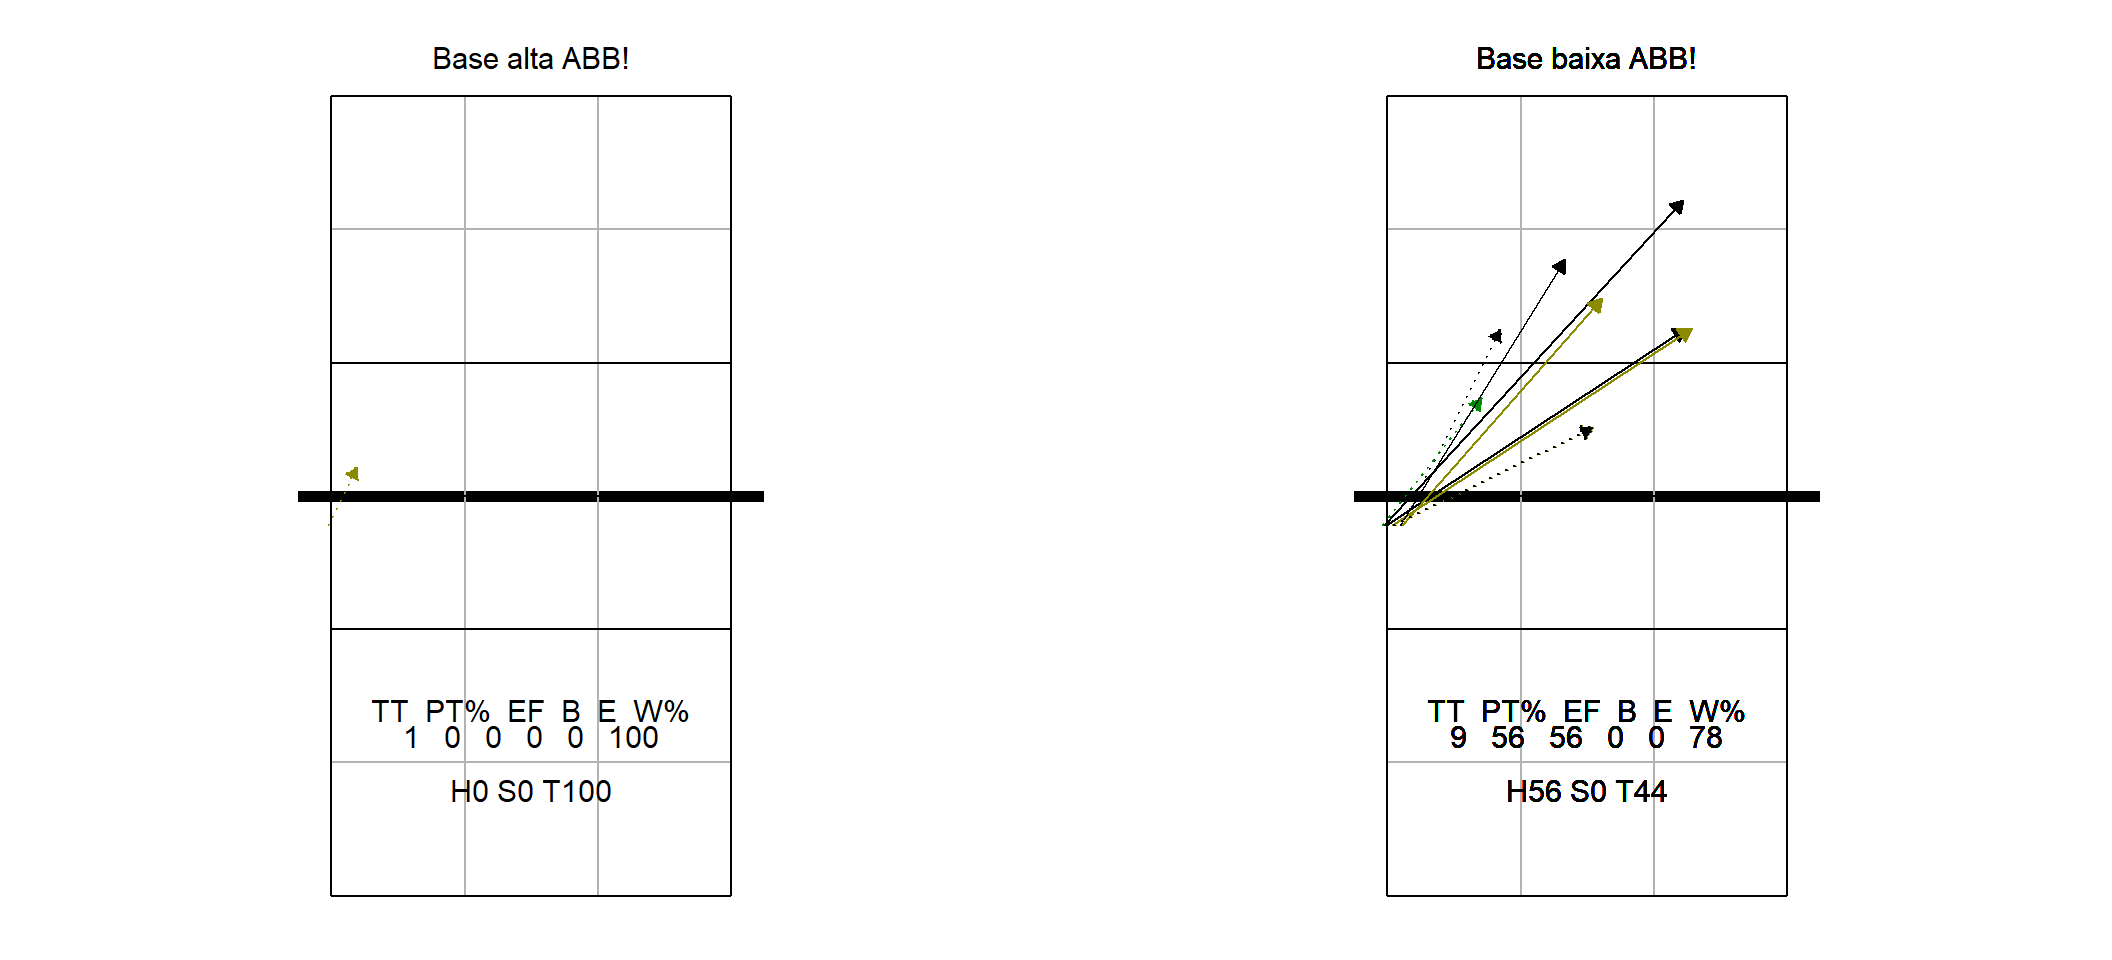 Base alta ABB!
TT PT% EF B E W%
1 0 0 0 0 100
H0 S0 T100
Base baixa ABB!
TT PT% EF B E W%
9 56 56 0 0 78
H56 S0 T44